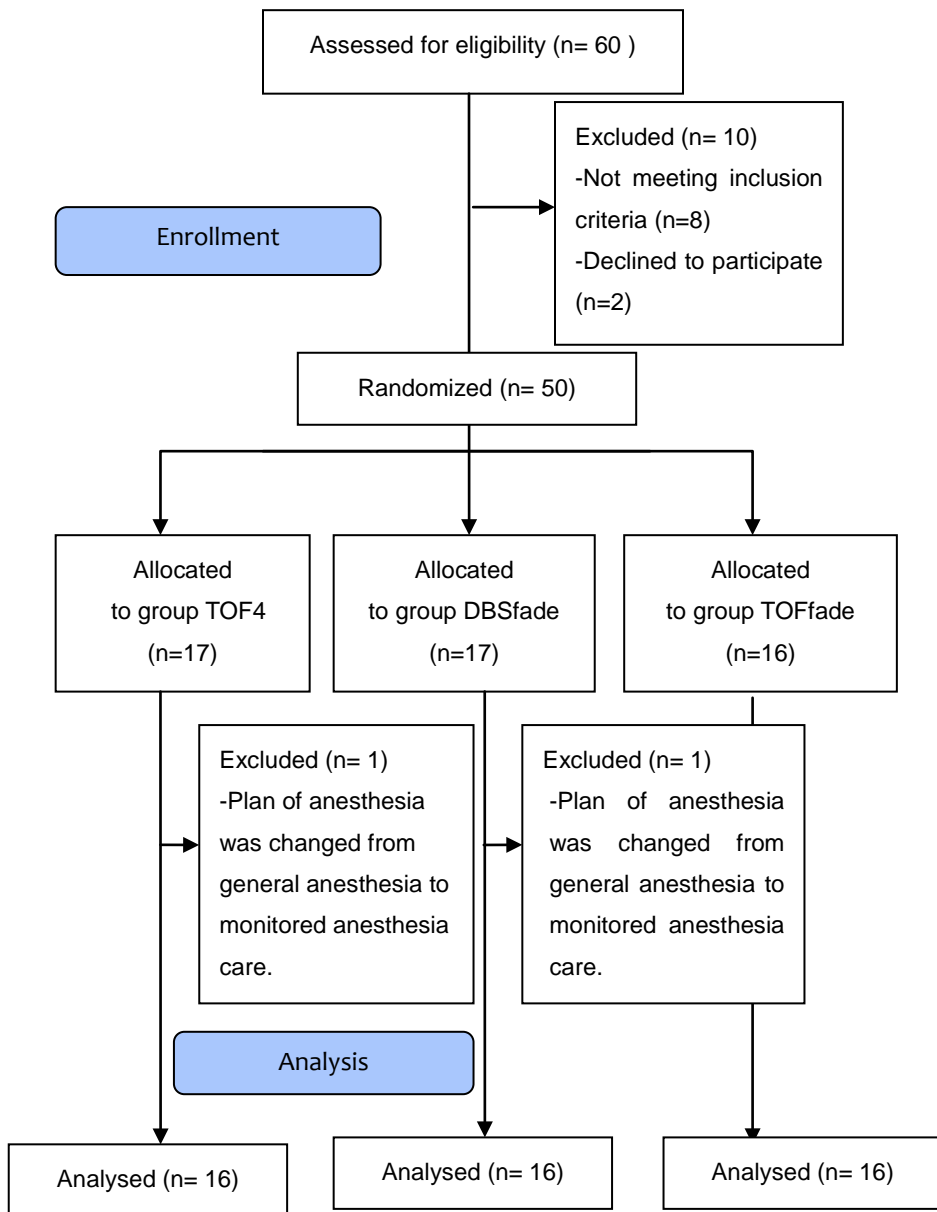 Assessed for eligibility (n= 60 )
Excluded (n= 10)
-Not meeting inclusion
criteria (n=8)
-Declined to participate
(n=2)
Enrollment
Randomized (n= 50)
Allocated
to group TOF4
(n=17)
Allocated
to group DBSfade
(n=17)
Allocated
to group TOFfade
(n=16)
Excluded (n= 1)
-Plan of anesthesia
was changed from
general anesthesia to
monitored anesthesia
care.
Excluded (n= 1)
-Plan of anesthesia
was changed from
general anesthesia to
monitored anesthesia
care.
Analysis
Analysed (n= 16)
Analysed (n= 16)
Analysed (n= 16)